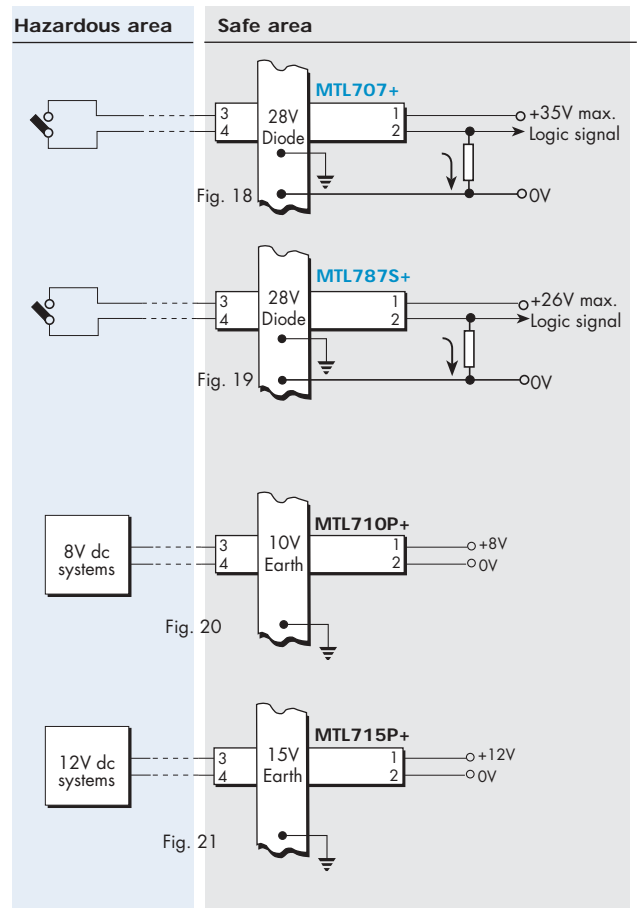 Hazardous area
Safe area
MTL707+
3
4
28V
Diode
1
2
+35V max.
Logic signal
0V
Fig. 18
MTL787S+
3
4
28V
Diode
1
2
+26V max.
Logic signal
0V
Fig. 19
MTL710P+
8V dc
systems
3
4
10V
Earth
1
2
+8V
0V
Fig. 20
MTL715P+
12V dc
systems
3
4
15V
Earth
1
2
+12V
0V
Fig. 21